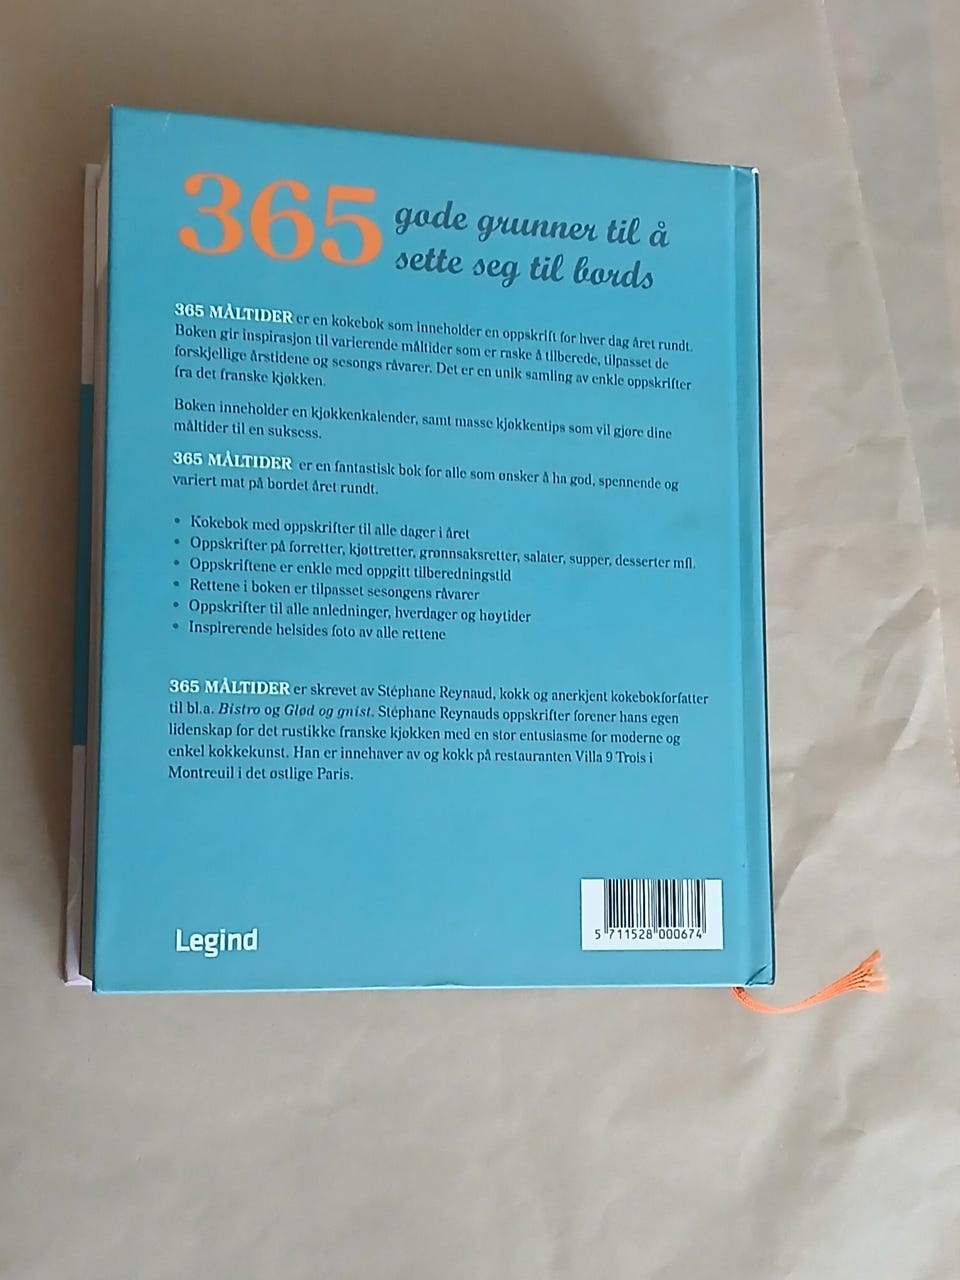 365 gode grunner til å
sette seg til bords
365 MÅLTIDER er en kokebok som inneholder en oppskrift for hver dag året rundt.
Boken gir inspirasjon til varierende måltider som er raske å tilberede, tilpasset de
forskjellige årstidene og sesongs råvarer. Det er en unik samling av enkle oppskrifter
fra det franske kjøkken.
Boken inneholder en kjøkkenkalender, samt masse kjøkkentips som vil gjøre dine
måltider til en suksess.
365 MÅLTIDER er en fantastisk bok for alle som ønsker å ha god, spennende og
variert mat på bordet året rundt.
• Kokebok med oppskrifter til alle dager i året
• Oppskrifter på forretter, kjøttretter, grønnsaksretter, salater, supper, desserter mfl.
• Oppskriftene er enkle med oppgitt tilberedningstid
• Rettene i boken er tilpasset sesongens råvarer
• Oppskrifter til alle anledninger, hverdager og høytider
• Inspirerende helsides foto av alle rettene
365 MÅLTIDER er skrevet av Stéphane Reynaud, kokk og anerkjent kokebokforfatter
til bl.a. Bistro og Glød og gnist. Stéphane Reynauds oppskrifter forener hans egen
lidenskap for det rustikke franske kjøkken med en stor entusiasme for moderne og
enkel kokkekunst. Han er innehaver av og kokk på restauranten Villa 9 Trois i
Montreuil i det østlige Paris.
Legind
5 711528 000674